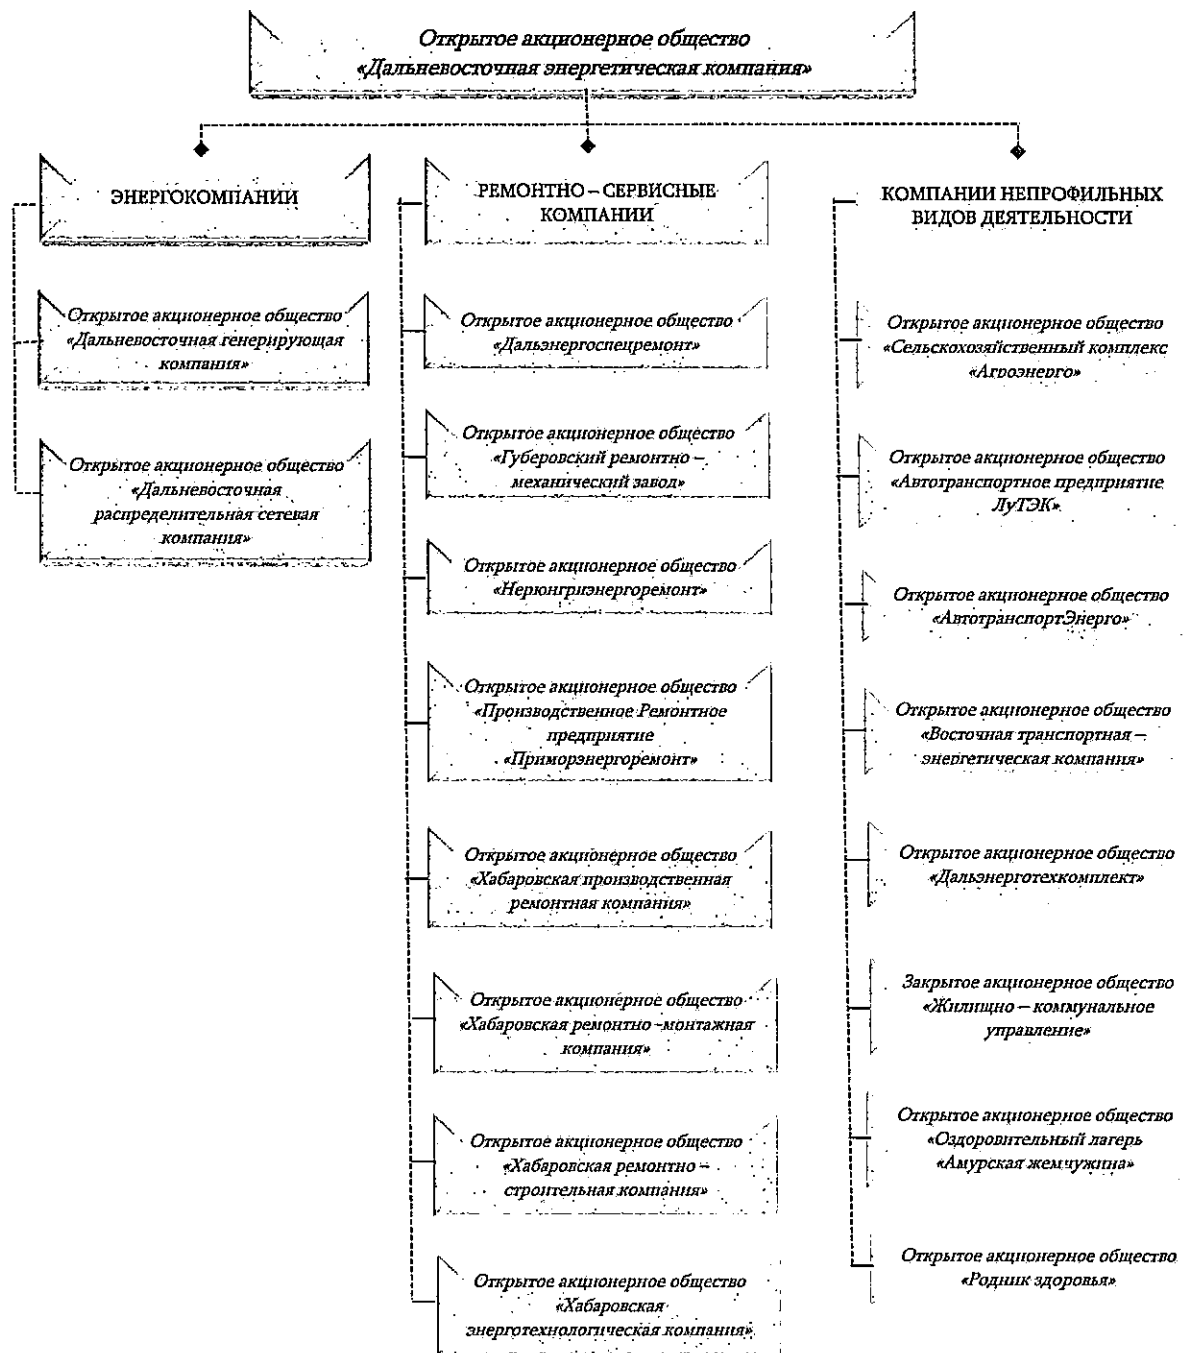 Открытое акционерное общество
«Дальневосточная энергетическая компания»
ЭНЕРГОКОМПАНИИ
Открытое акционерное общество
«Дальневосточная генерирующая
компания»
Открытое акционерное общество
«Дальневосточная
распределительная сетевая
компания»
РЕМОНТНО – СЕРВИСНЫЕ
КОМПАНИИ
Открытое акционерное общество
«Дальэнергоспецремонт»
Открытое акционерное общество
«Губеровский ремонтно –
механический завод»
Открытое акционерное общество
«Нерюнгриэнергоремонт»
Открытое акционерное общество
«Производственное Ремонтное
предприятие
«Приморэнергоремонт»
Открытое акционерное общество
«Хабаровская производственная
ремонтная компания»
Открытое акционерное общество
«Хабаровская ремонтно -монтажная
компания»
Открытое акционерное общество
«Хабаровская ремонтно –
строительная компания»
Открытое акционерное общество
«Хабаровская
энерготехнологическая компания»
КОМПАНИИ НЕПРОФИЛЬНЫХ
ВИДОВ ДЕЯТЕЛЬНОСТИ
Открытое акционерное общество
«Сельскохозяйственный комплекс
«Агроэнерго»
Открытое акционерное общество
«Автотранспортное предприятие
ЛуТЭК»
Открытое акционерное общество
«АвтотранспортЭнерго»
Открытое акционерное общество
«Восточная транспортная –
энергетическая компания»
Открытое акционерное общество
«Дальэнерготехкомплект»
Закрытое акционерное общество
«Жилищно – коммунальное
управление»
Открытое акционерное общество
«Оздоровительный лагерь
«Амурская жемчужина»
Открытое акционерное общество
«Родник здоровья»